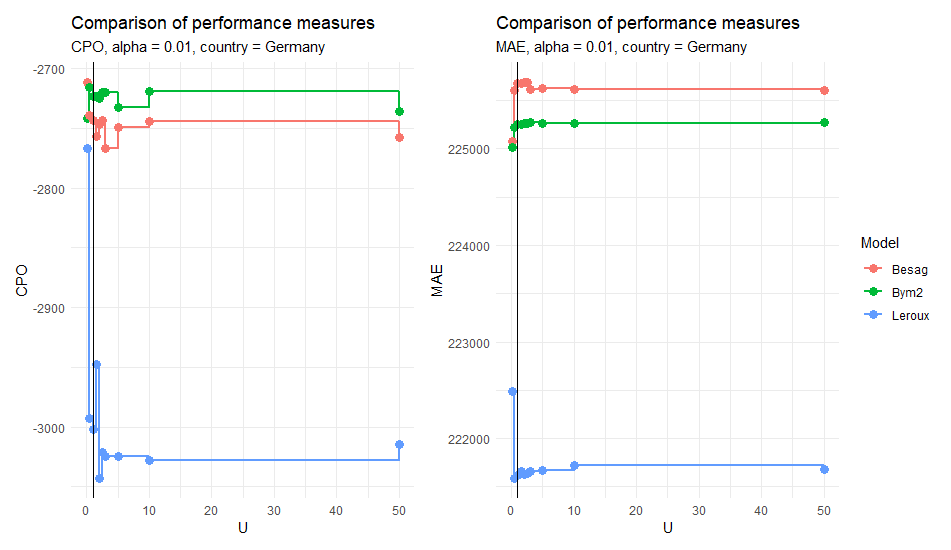 Comparison of performance measures
CPO, alpha = 0.01, country = Germany
-2700
-2800
-2900
-3000
CPO
0
10
20
30
40
50
U
Comparison of performance measures
MAE, alpha = 0.01, country = Germany
225000
224000
223000
222000
MAE
0
10
20
30
40
50
U
Model
Besag
Bym2
Leroux